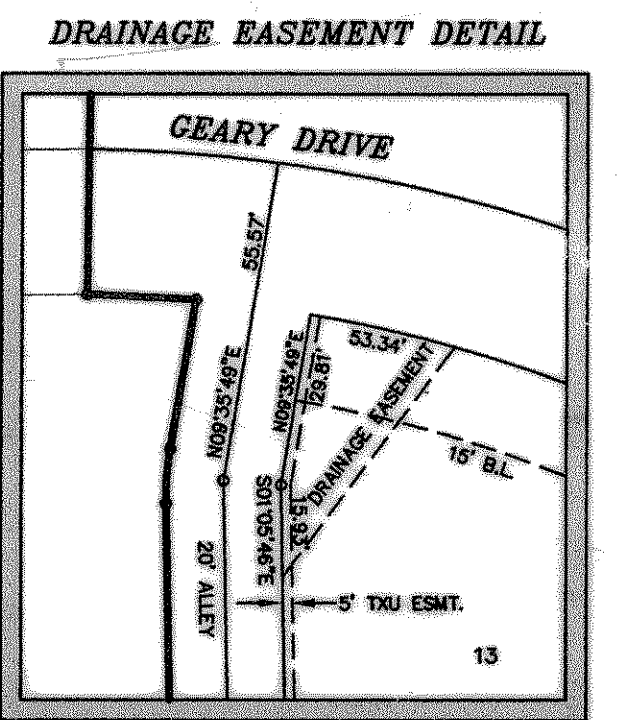 DRAINAGE EASEMENT DETAIL
GEARY DRIVE
55.57'
N09°35'49"E
N09°35'49"E
29.81'
53.34'
DRAINAGE EASEMENT
15' B.L
S01°05'46"E
15.93'
20' ALLEY
5' TXU ESMT.
13